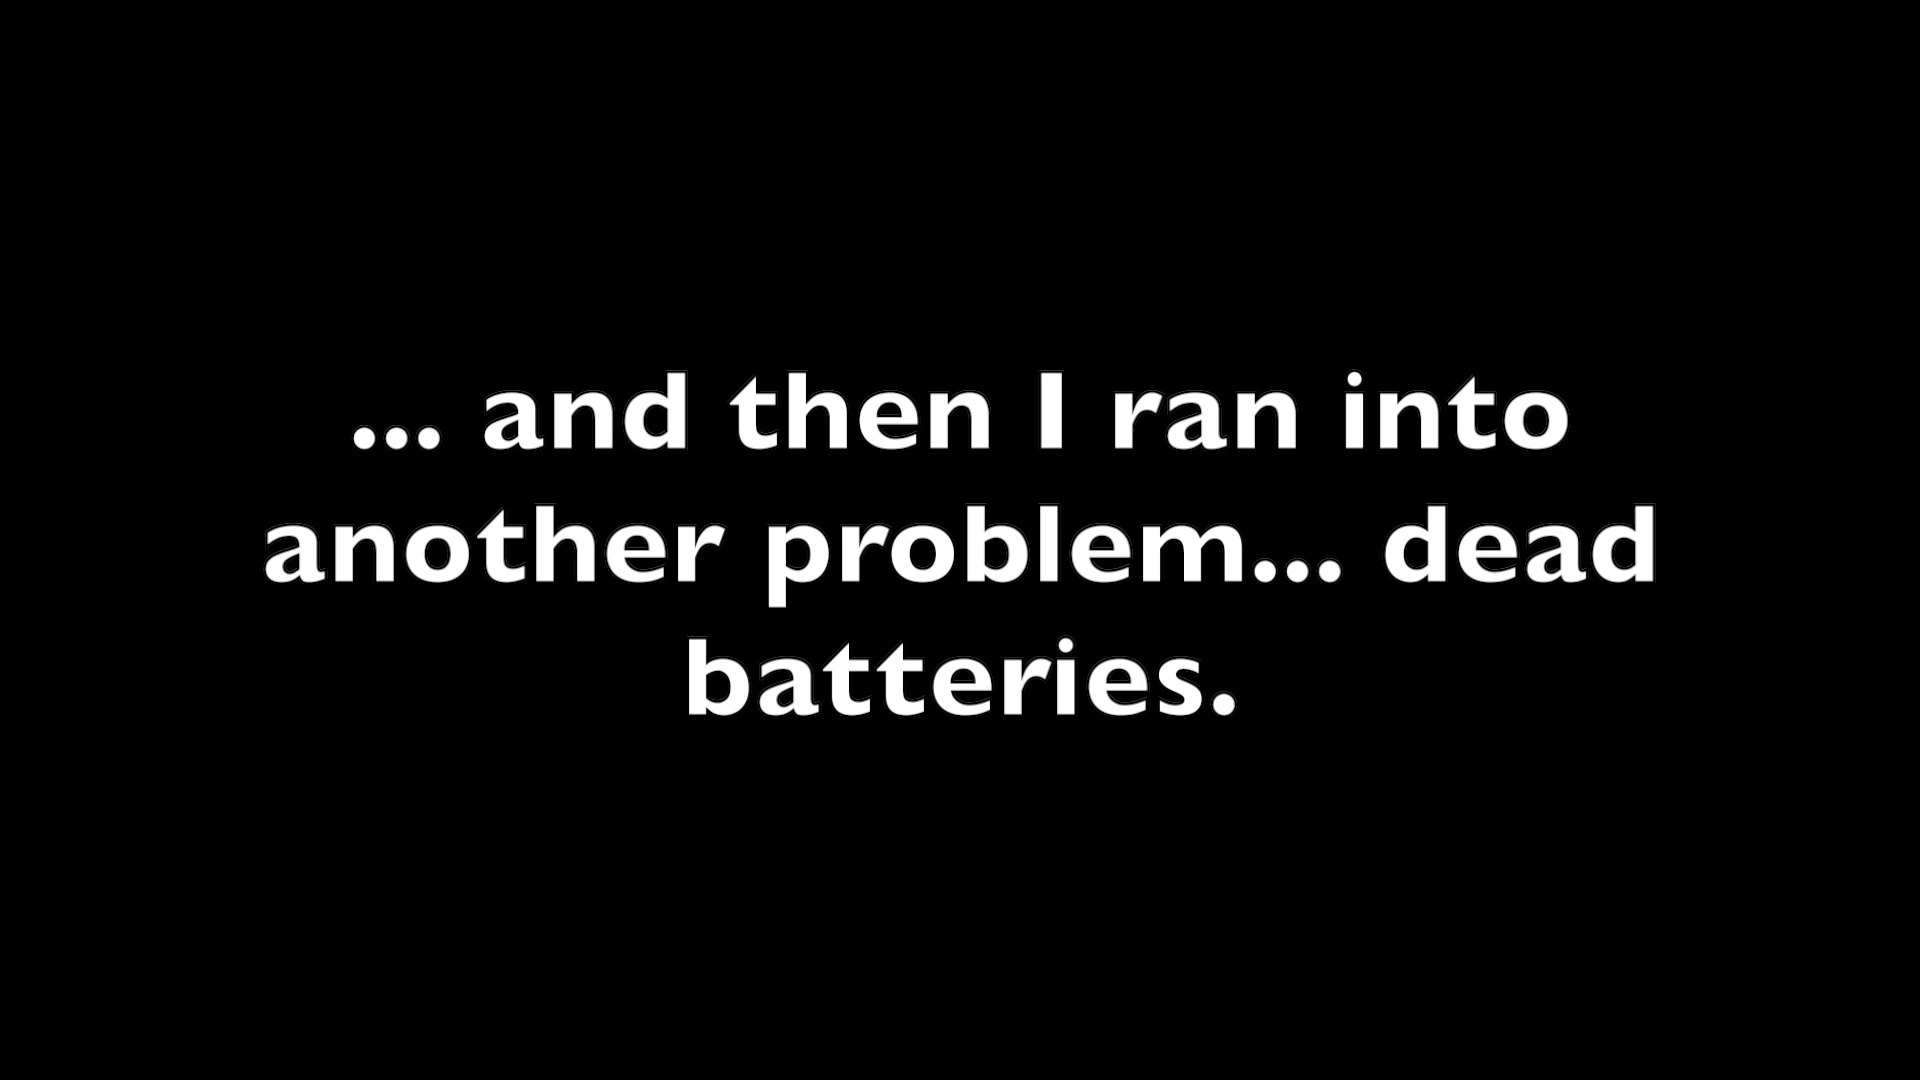 ... and then I ran into
another problem... dead
batteries.